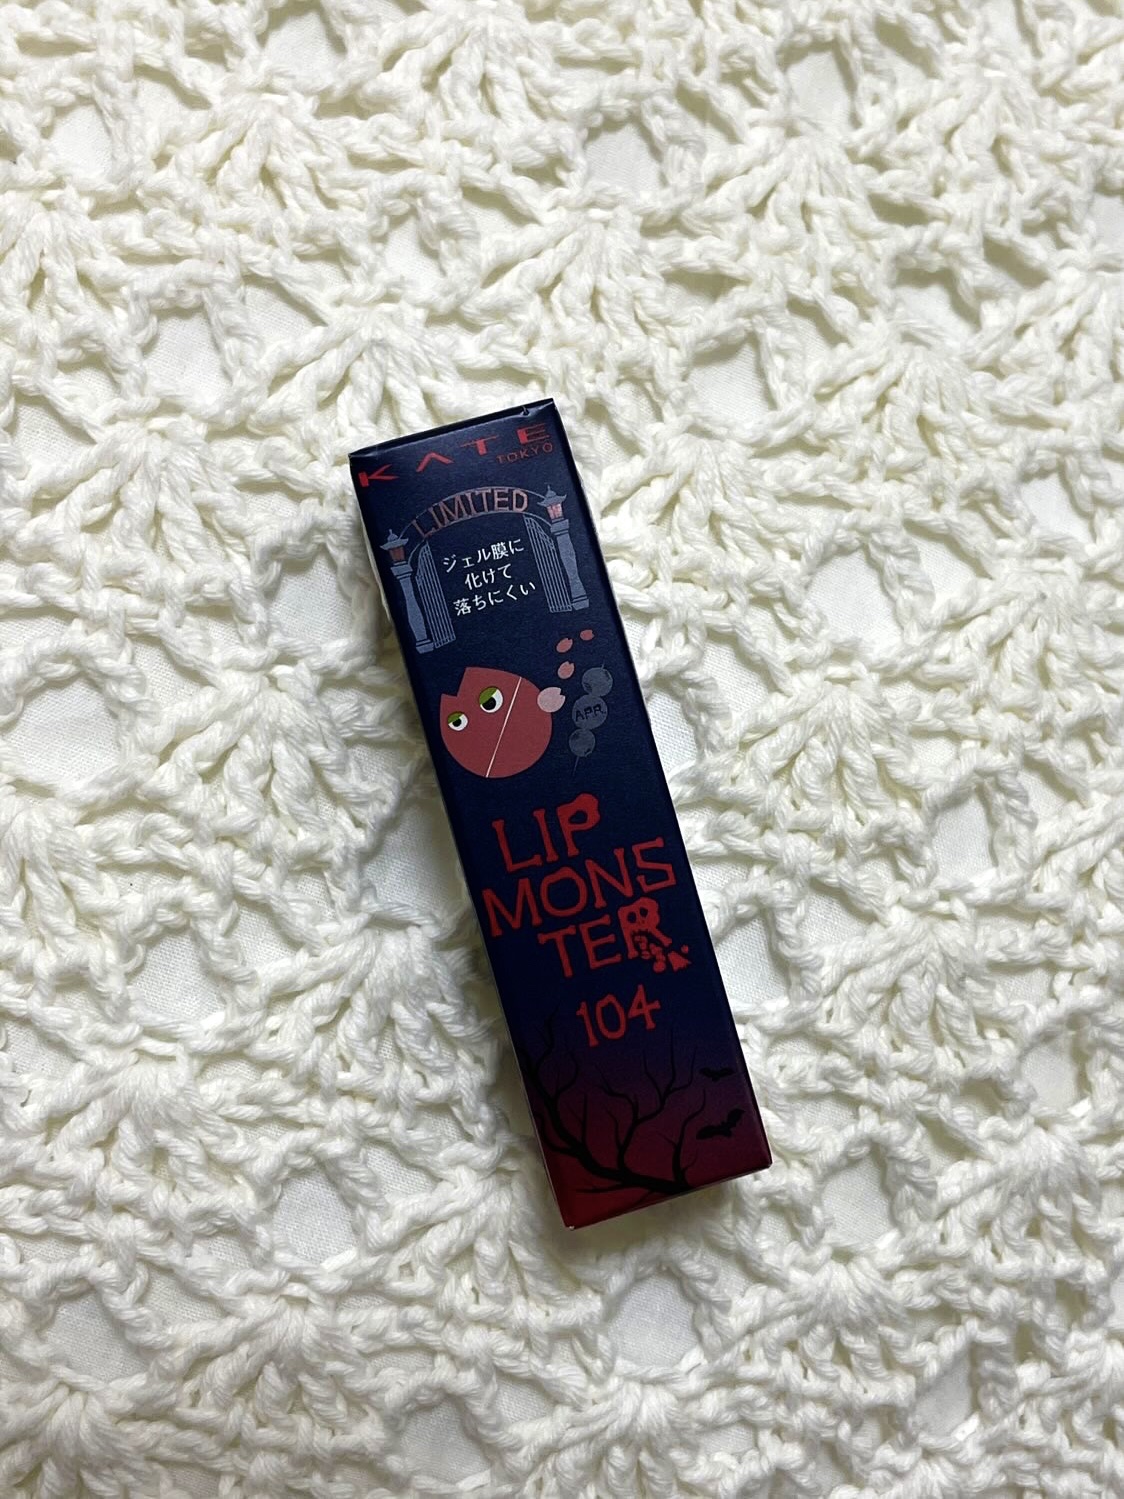 KATE
TOKYO
LIMITED
ジェル膜に
化けて
落ちにくい
APR.
LIP
MONS
TER
104